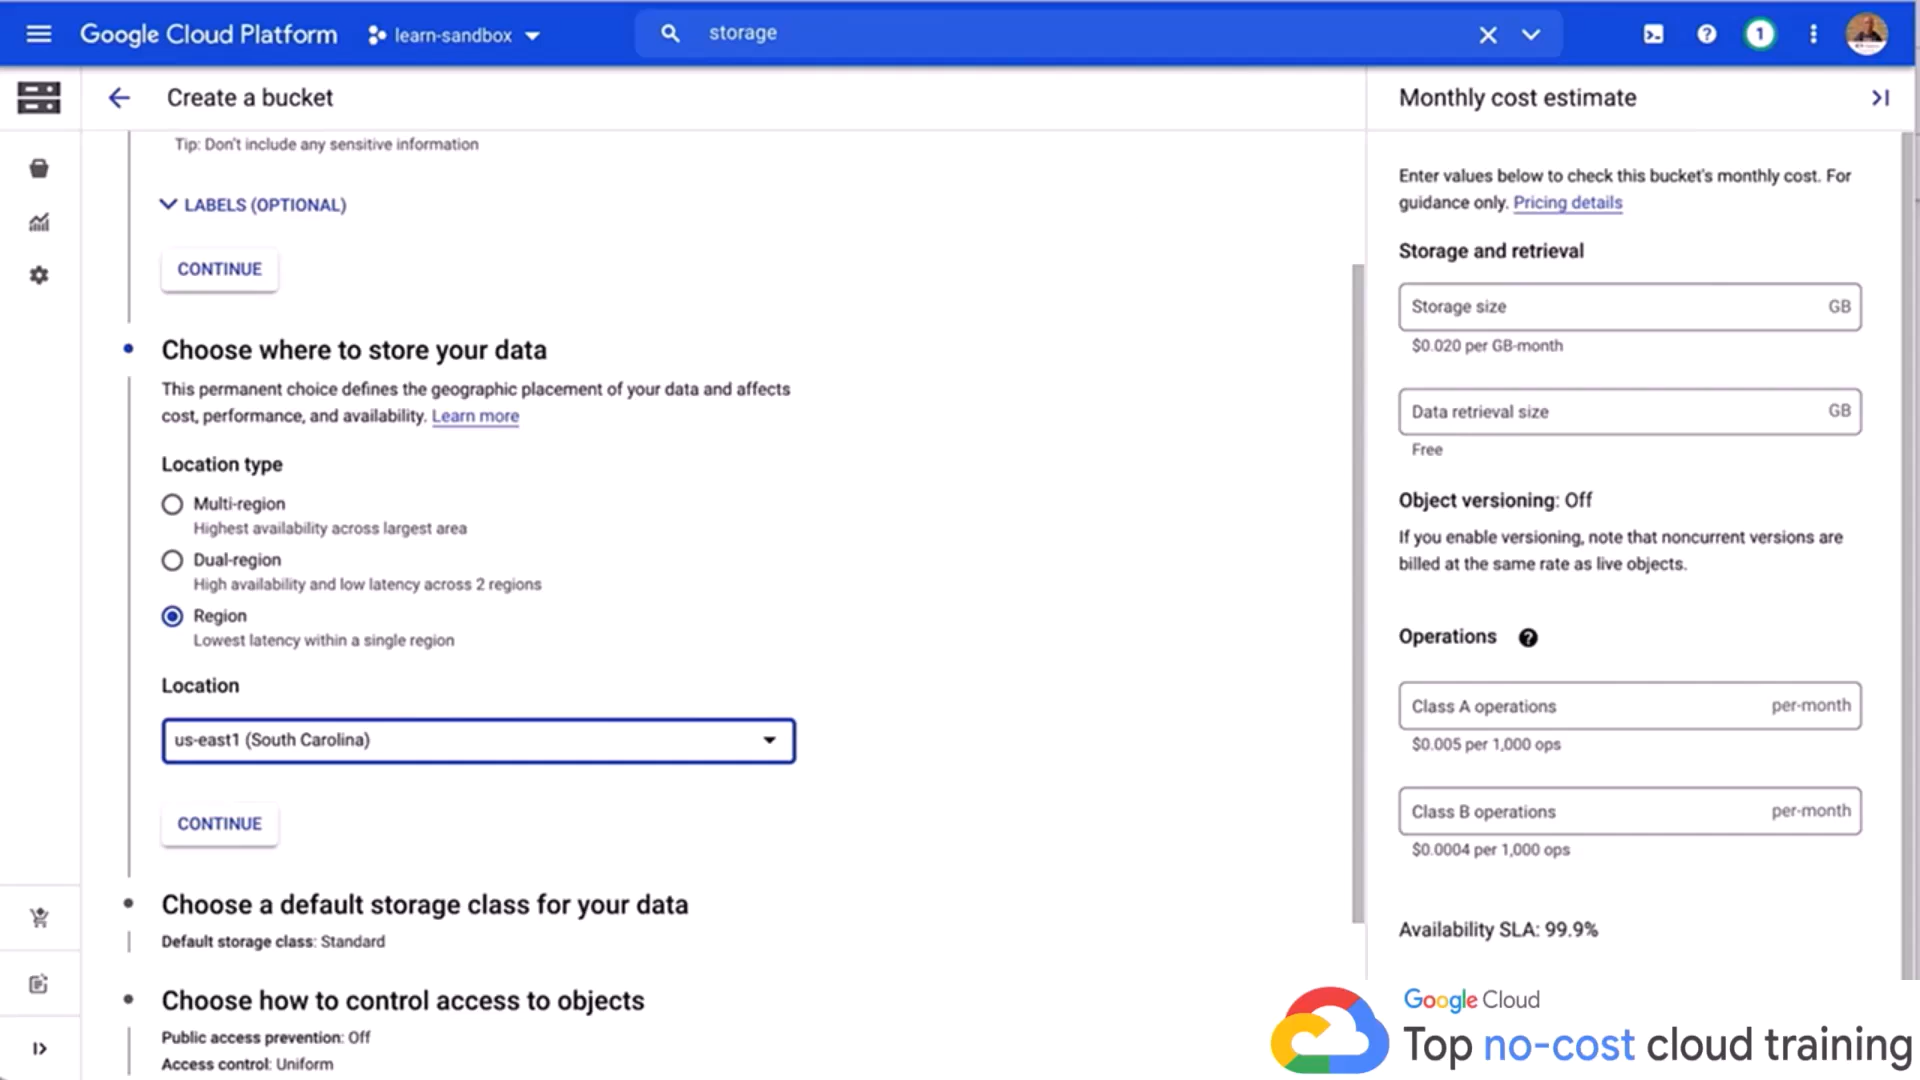 Google Cloud Platform
learn-sandbox
storage
1
Create a bucket
Tip: Don't include any sensitive information
LABELS (OPTIONAL)
CONTINUE
Choose where to store your data
This permanent choice defines the geographic placement of your data and affects
cost, performance, and availability. Learn more
Location type
Multi-region
Highest availability across largest area
Dual-region
High availability and low latency across 2 regions
Region
Lowest latency within a single region
Location
us-east1 (South Carolina)
CONTINUE
Choose a default storage class for your data
Default storage class: Standard
Choose how to control access to objects
Public access prevention: Off
Access control: Uniform
Monthly cost estimate
Enter values below to check this bucket's monthly cost. For
guidance only. Pricing details
Storage and retrieval
Storage size GB
$0.020 per GB-month
Data retrieval size GB
Free
Object versioning: Off
If you enable versioning, note that noncurrent versions are
billed at the same rate as live objects.
Operations
Class A operations per-month
$0.005 per 1,000 ops
Class B operations per-month
$0.0004 per 1,000 ops
Availability SLA: 99.9%
Google Cloud
Top no-cost cloud training